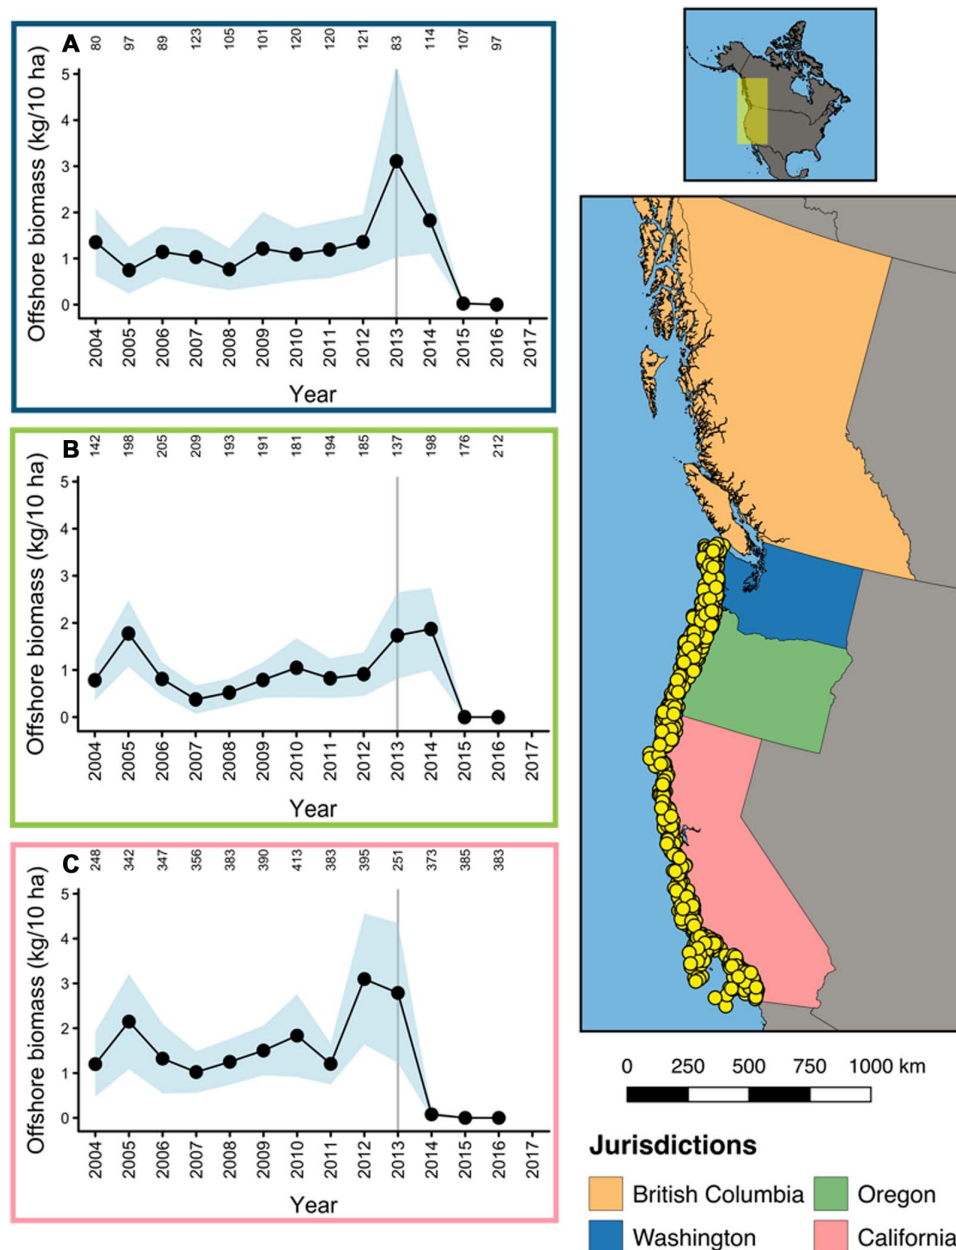 A
80 97 89 123 105 101 120 120 121 83 114 107 97
Offshore biomass (kg/10 ha)
5
4
3
2
1
0
2004 2005 2006 2007 2008 2009 2010 2011 2012 2013 2014 2015 2016 2017
Year
B
142 198 205 209 193 191 181 194 185 137 198 176 212
Offshore biomass (kg/10 ha)
5
4
3
2
1
0
2004 2005 2006 2007 2008 2009 2010 2011 2012 2013 2014 2015 2016 2017
Year
C
248 342 347 356 383 390 413 383 395 251 373 385 383
Offshore biomass (kg/10 ha)
5
4
3
2
1
0
2004 2005 2006 2007 2008 2009 2010 2011 2012 2013 2014 2015 2016 2017
Year
0 250 500 750 1000 km
Jurisdictions
British Columbia Oregon
Washington California